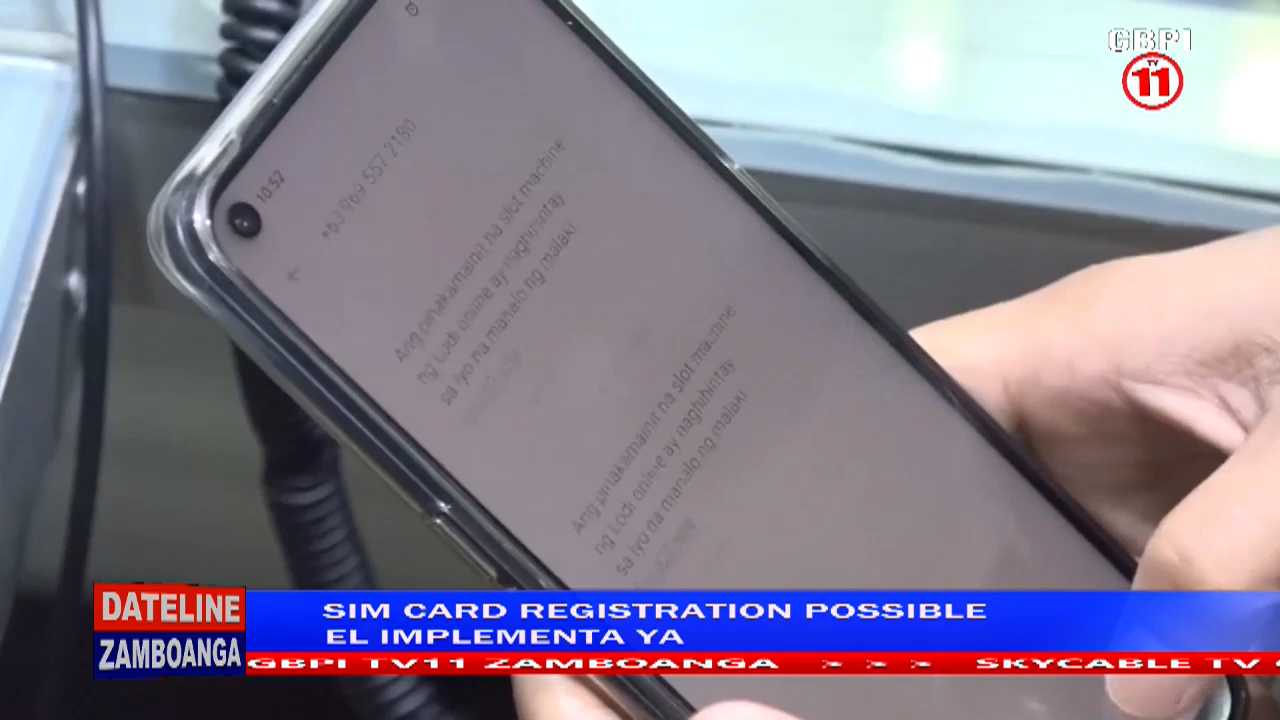 GBPI
TV
11
10:52
+63 969 557 2180
Ang pinakamainit na slot machine
ng Lodi online ay naghihintay
sa iyo na manalo ng malaki
Ang pinakamainit na slot machine
ng Lodi online ay naghihintay
sa iyo na manalo ng malaki
DATELINE
ZAMBOANGA
SIM CARD REGISTRATION POSSIBLE
EL IMPLEMENTA YA
GBPI TV11 ZAMBOANGA > > > SKYCABLE TV